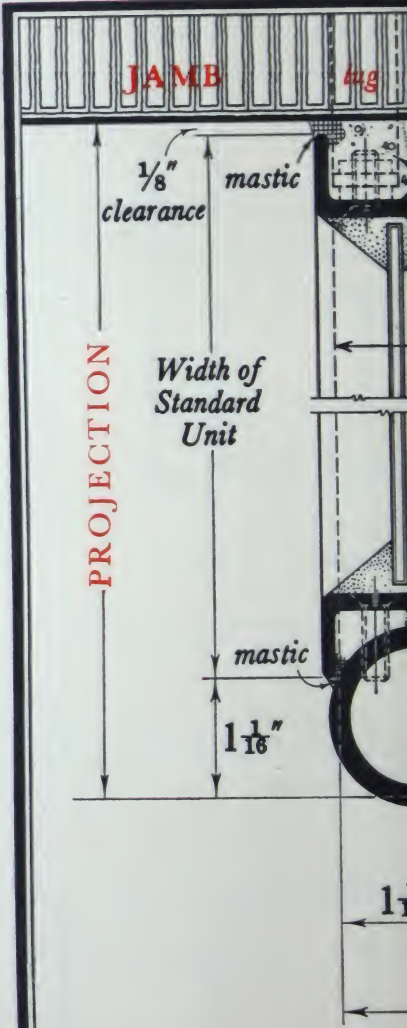 JAMB
lug
1/8"
clearance
mastic
PROJECTION
Width of
Standard
Unit
mastic
1 1/16"